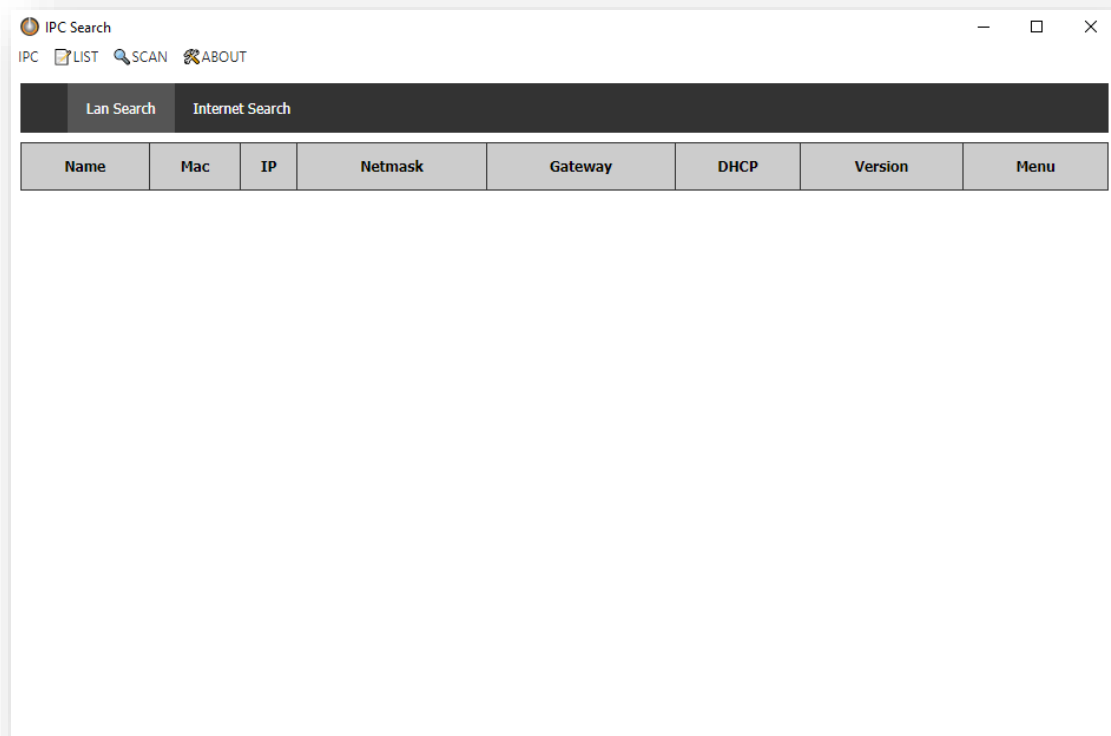 IPC Search
IPC LIST SCAN ABOUT
Lan Search Internet Search
Name Mac IP Netmask Gateway DHCP Version Menu